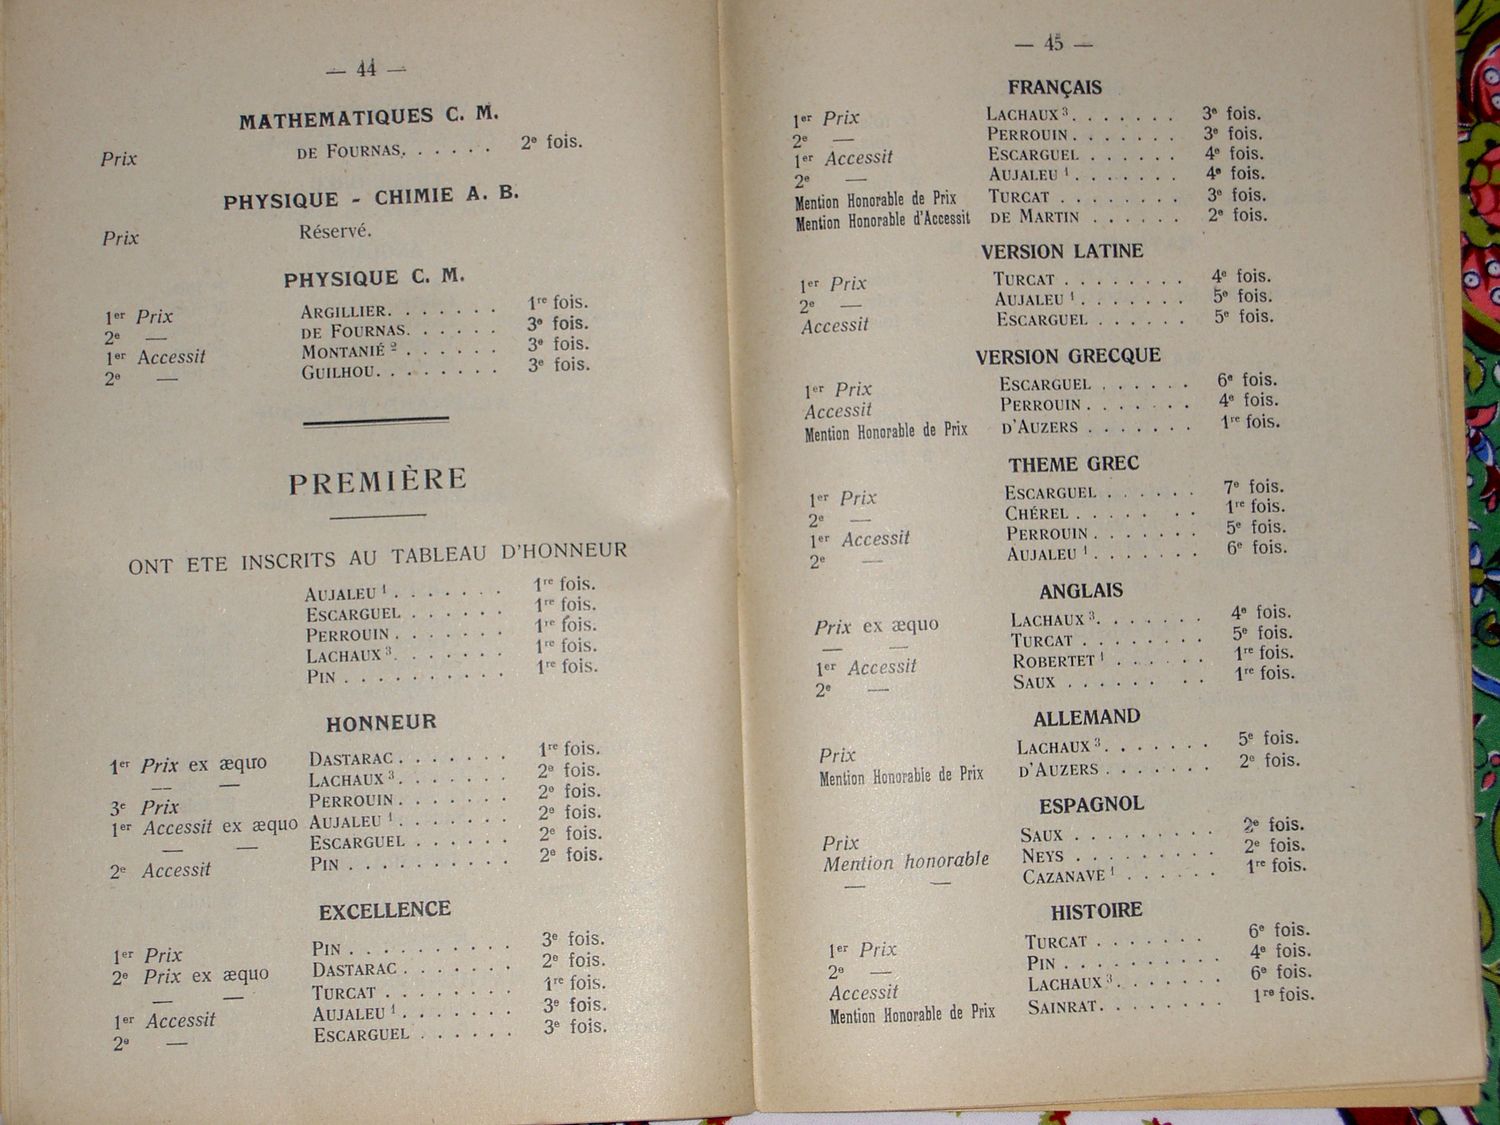 — 44 —
MATHEMATIQUES C. M.
Prix DE FOURNAS. . . . . . 2e fois.
PHYSIQUE - CHIMIE A. B.
Prix Réservé.
PHYSIQUE C. M.
1er Prix ARGILLIER. . . . . . . 1re fois.
2e — DE FOURNAS. . . . . . 3e fois.
1er Accessit MONTANIÉ 2 . . . . . . 3e fois.
2e — GUILHOU. . . . . . . . 3e fois.
PREMIÈRE
ONT ETE INSCRITS AU TABLEAU D'HONNEUR
AUJALEU 1 . . . . . . . 1re fois.
ESCARGUEL . . . . . . 1re fois.
PERROUIN . . . . . . . 1re fois.
LACHAUX 3. . . . . . . 1re fois.
PIN . . . . . . . . . . 1re fois.
HONNEUR
1er Prix ex æquo DASTARAC . . . . . . . 1re fois.
— — LACHAUX 3. . . . . . . 2e fois.
3e Prix PERROUIN . . . . . . . 2e fois.
1er Accessit ex æquo AUJALEU 1 . . . . . . . 2e fois.
— — ESCARGUEL . . . . . . 2e fois.
2e Accessit PIN . . . . . . . . . . 2e fois.
EXCELLENCE
1er Prix PIN . . . . . . . . . . 3e fois.
2e Prix ex æquo DASTARAC . . . . . . . 2e fois.
— — TURCAT . . . . . . . . 1re fois.
1er Accessit AUJALEU 1 . . . . . . . 3e fois.
2e — ESCARGUEL . . . . . . 3e fois.
— 45 —
FRANÇAIS
1er Prix LACHAUX 3. . . . . . . 3e fois.
2e — PERROUIN . . . . . . . 3e fois.
1er Accessit ESCARGUEL . . . . . . 4e fois.
2e — AUJALEU 1 . . . . . . . 4e fois.
Mention Honorable de Prix TURCAT . . . . . . . . 3e fois.
Mention Honorable d'Accessit DE MARTIN . . . . . . 2e fois.
VERSION LATINE
1er Prix TURCAT . . . . . . . . 4e fois.
2e — AUJALEU 1 . . . . . . . 5e fois.
Accessit ESCARGUEL . . . . . . 5e fois.
VERSION GRECQUE
1er Prix ESCARGUEL . . . . . . 6e fois.
Accessit PERROUIN . . . . . . . 4e fois.
Mention Honorable de Prix D'AUZERS . . . . . . . 1re fois.
THEME GREC
1er Prix ESCARGUEL . . . . . . 7e fois.
2e — CHÉREL . . . . . . . 1re fois.
1er Accessit PERROUIN . . . . . . . 5e fois.
2e — AUJALEU 1 . . . . . . . 6e fois.
ANGLAIS
Prix ex æquo LACHAUX 3. . . . . . . 4e fois.
— — TURCAT . . . . . . . . 5e fois.
1er Accessit ROBERTET 1 . . . . . . 1re fois.
2e — SAUX . . . . . . . . 1re fois.
ALLEMAND
Prix LACHAUX 3. . . . . . . 5e fois.
Mention Honorable de Prix D'AUZERS . . . . . . . 2e fois.
ESPAGNOL
Prix SAUX . . . . . . . . . 2e fois.
Mention honorable NEYS . . . . . . . . . 2e fois.
— — CAZANAVE 1 . . . . . . 1re fois.
HISTOIRE
1er Prix TURCAT . . . . . . . 6e fois.
2e — PIN . . . . . . . . . . 4e fois.
Accessit LACHAUX 3. . . . . . . 6e fois.
Mention Honorable de Prix SAINRAT. . . . . . . . 1re fois.